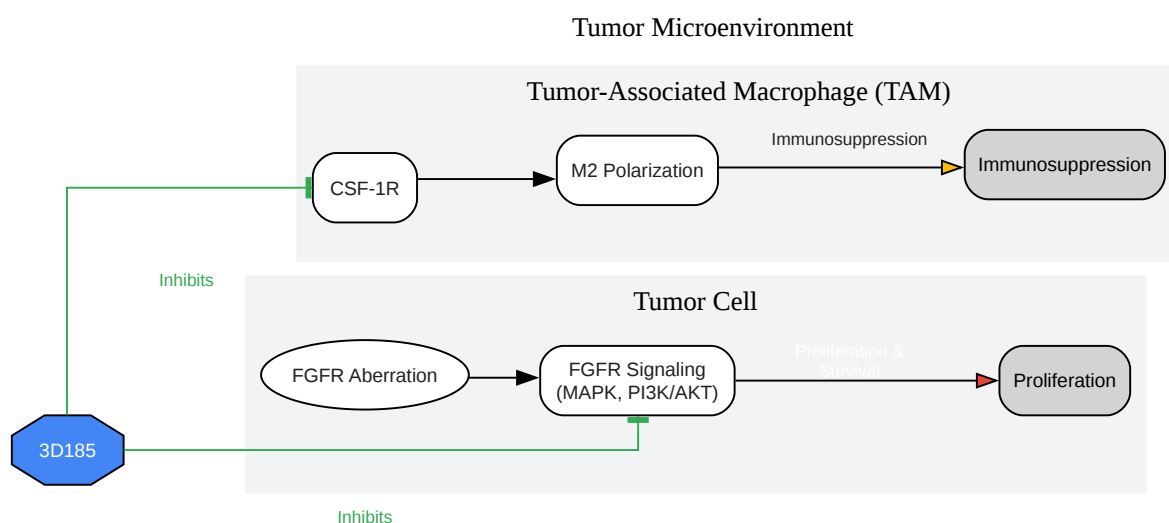 Tumor Microenvironment
Tumor-Associated Macrophage (TAM)
Immunosuppression
CSF-1R
M2 Polarization
Immunosuppression
Inhibits
Tumor Cell
FGFR Aberration
FGFR Signaling
(MAPK, PI3K/AKT)
Proliferation &
Survival
Proliferation
3D185
Inhibits